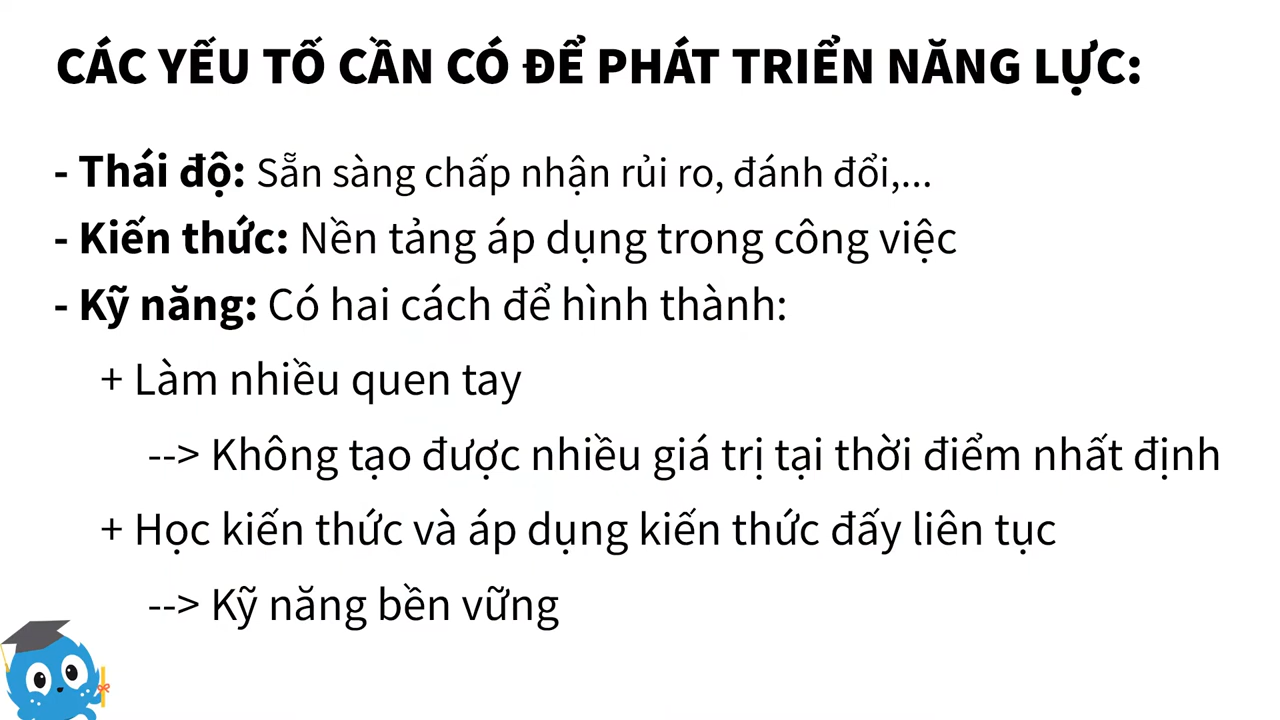 CÁC YẾU TỐ CẦN CÓ ĐỂ PHÁT TRIỂN NĂNG LỰC:
- Thái độ: Sẵn sàng chấp nhận rủi ro, đánh đổi,...
- Kiến thức: Nền tảng áp dụng trong công việc
- Kỹ năng: Có hai cách để hình thành:
+ Làm nhiều quen tay
--> Không tạo được nhiều giá trị tại thời điểm nhất định
+ Học kiến thức và áp dụng kiến thức đấy liên tục
--> Kỹ năng bền vững